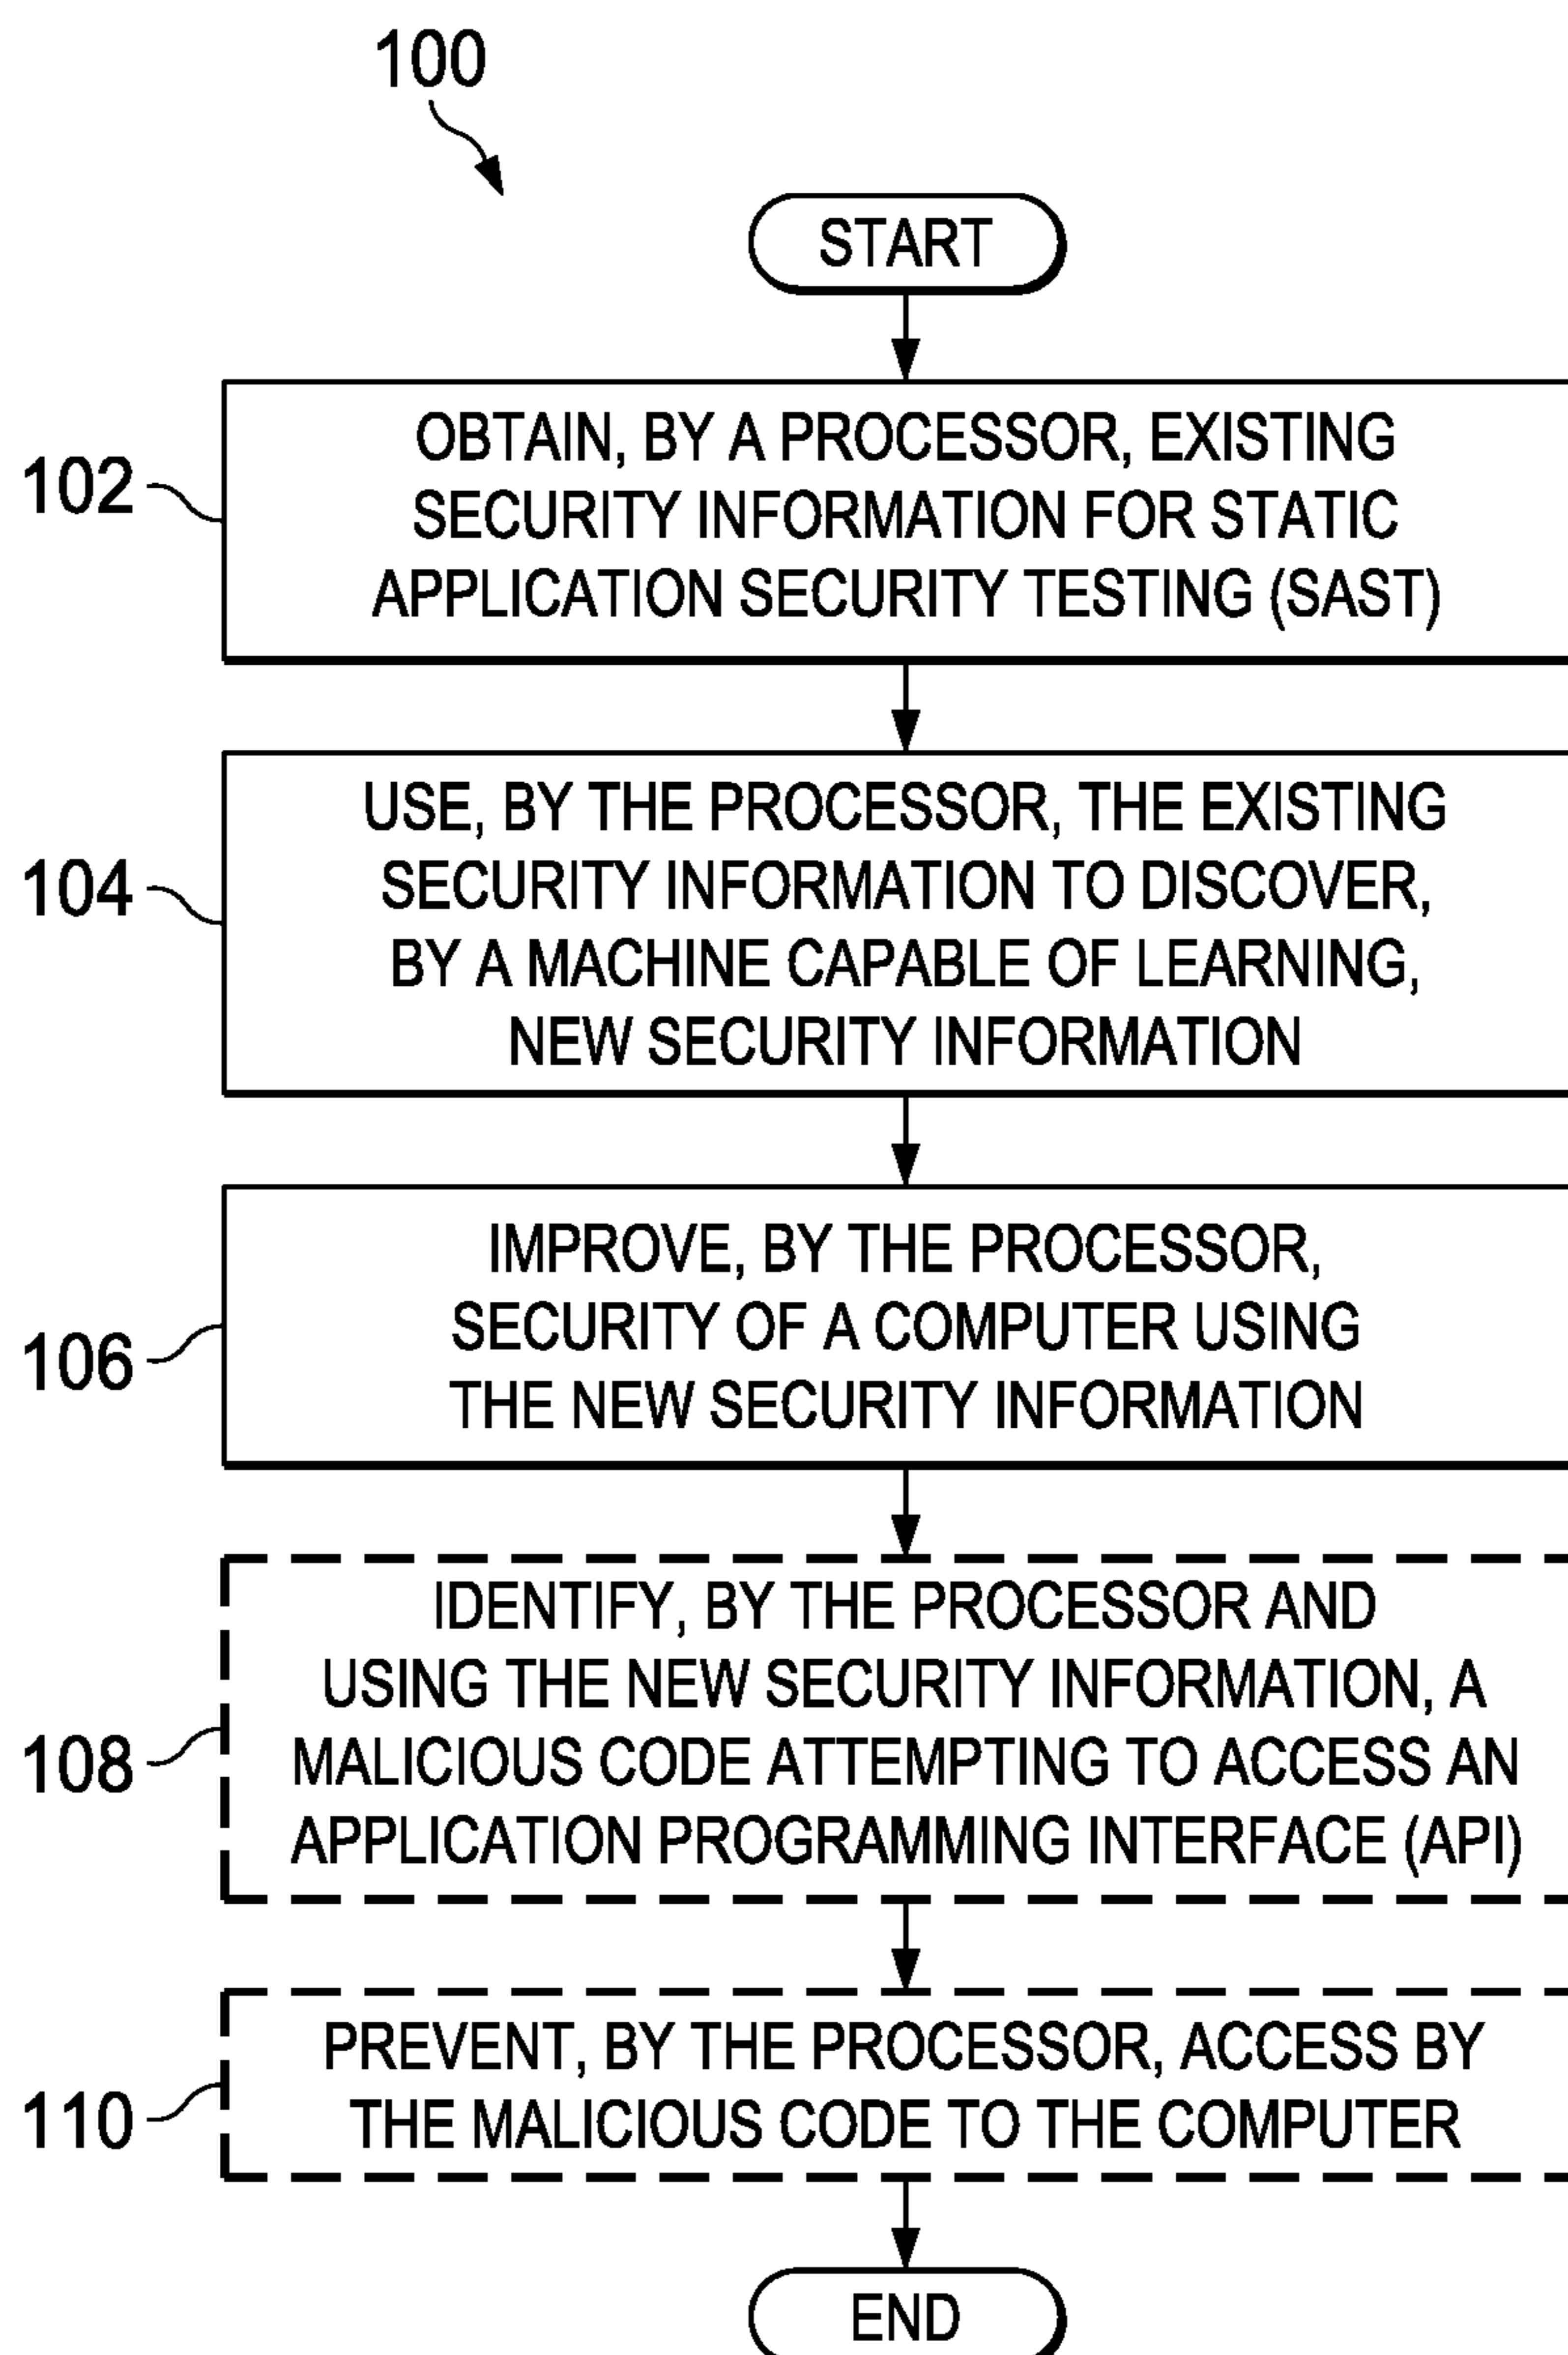 100
START
102
OBTAIN, BY A PROCESSOR, EXISTING
SECURITY INFORMATION FOR STATIC
APPLICATION SECURITY TESTING (SAST)
104
USE, BY THE PROCESSOR, THE EXISTING
SECURITY INFORMATION TO DISCOVER,
BY A MACHINE CAPABLE OF LEARNING,
NEW SECURITY INFORMATION
106
IMPROVE, BY THE PROCESSOR,
SECURITY OF A COMPUTER USING
THE NEW SECURITY INFORMATION
108
IDENTIFY, BY THE PROCESSOR AND
USING THE NEW SECURITY INFORMATION, A
MALICIOUS CODE ATTEMPTING TO ACCESS AN
APPLICATION PROGRAMMING INTERFACE (API)
110
PREVENT, BY THE PROCESSOR, ACCESS BY
THE MALICIOUS CODE TO THE COMPUTER
END